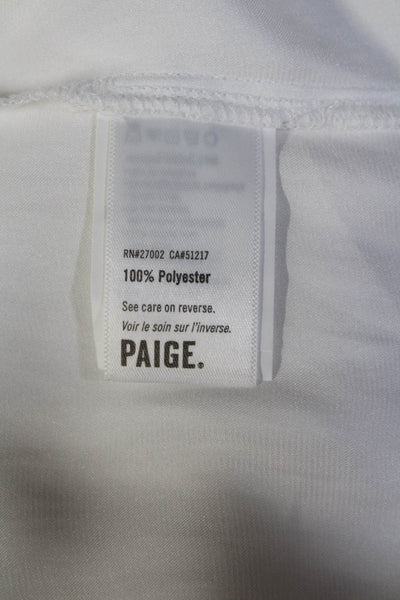 RN#27002 CA#51217
100% Polyester
See care on reverse.
Voir le soin sur l'inverse.
PAIGE.